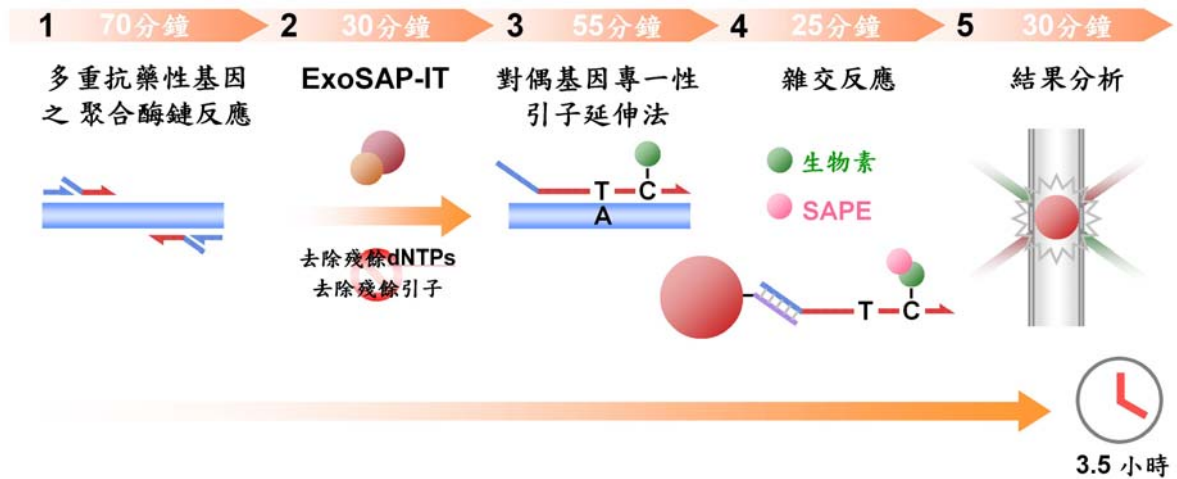 1 70分鐘 2 30分鐘 3 55分鐘 4 25分鐘 5 30分鐘
多重抗藥性基因
之 聚合酶鏈反應
ExoSAP-IT
去除殘餘dNTPs
去除殘餘引子
對偶基因專一性
引子延伸法
T C
A
雜交反應
生物素
SAPE
T C
結果分析
3.5 小時